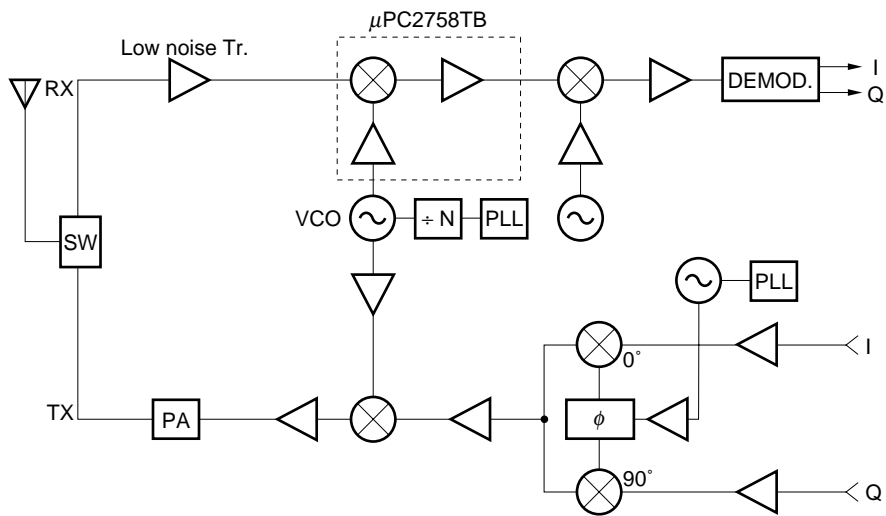 μPC2758TB
Low noise Tr.
RX
DEMOD.
I
Q
VCO
÷ N
PLL
SW
PLL
0˚
I
TX
PA
φ
90˚
Q